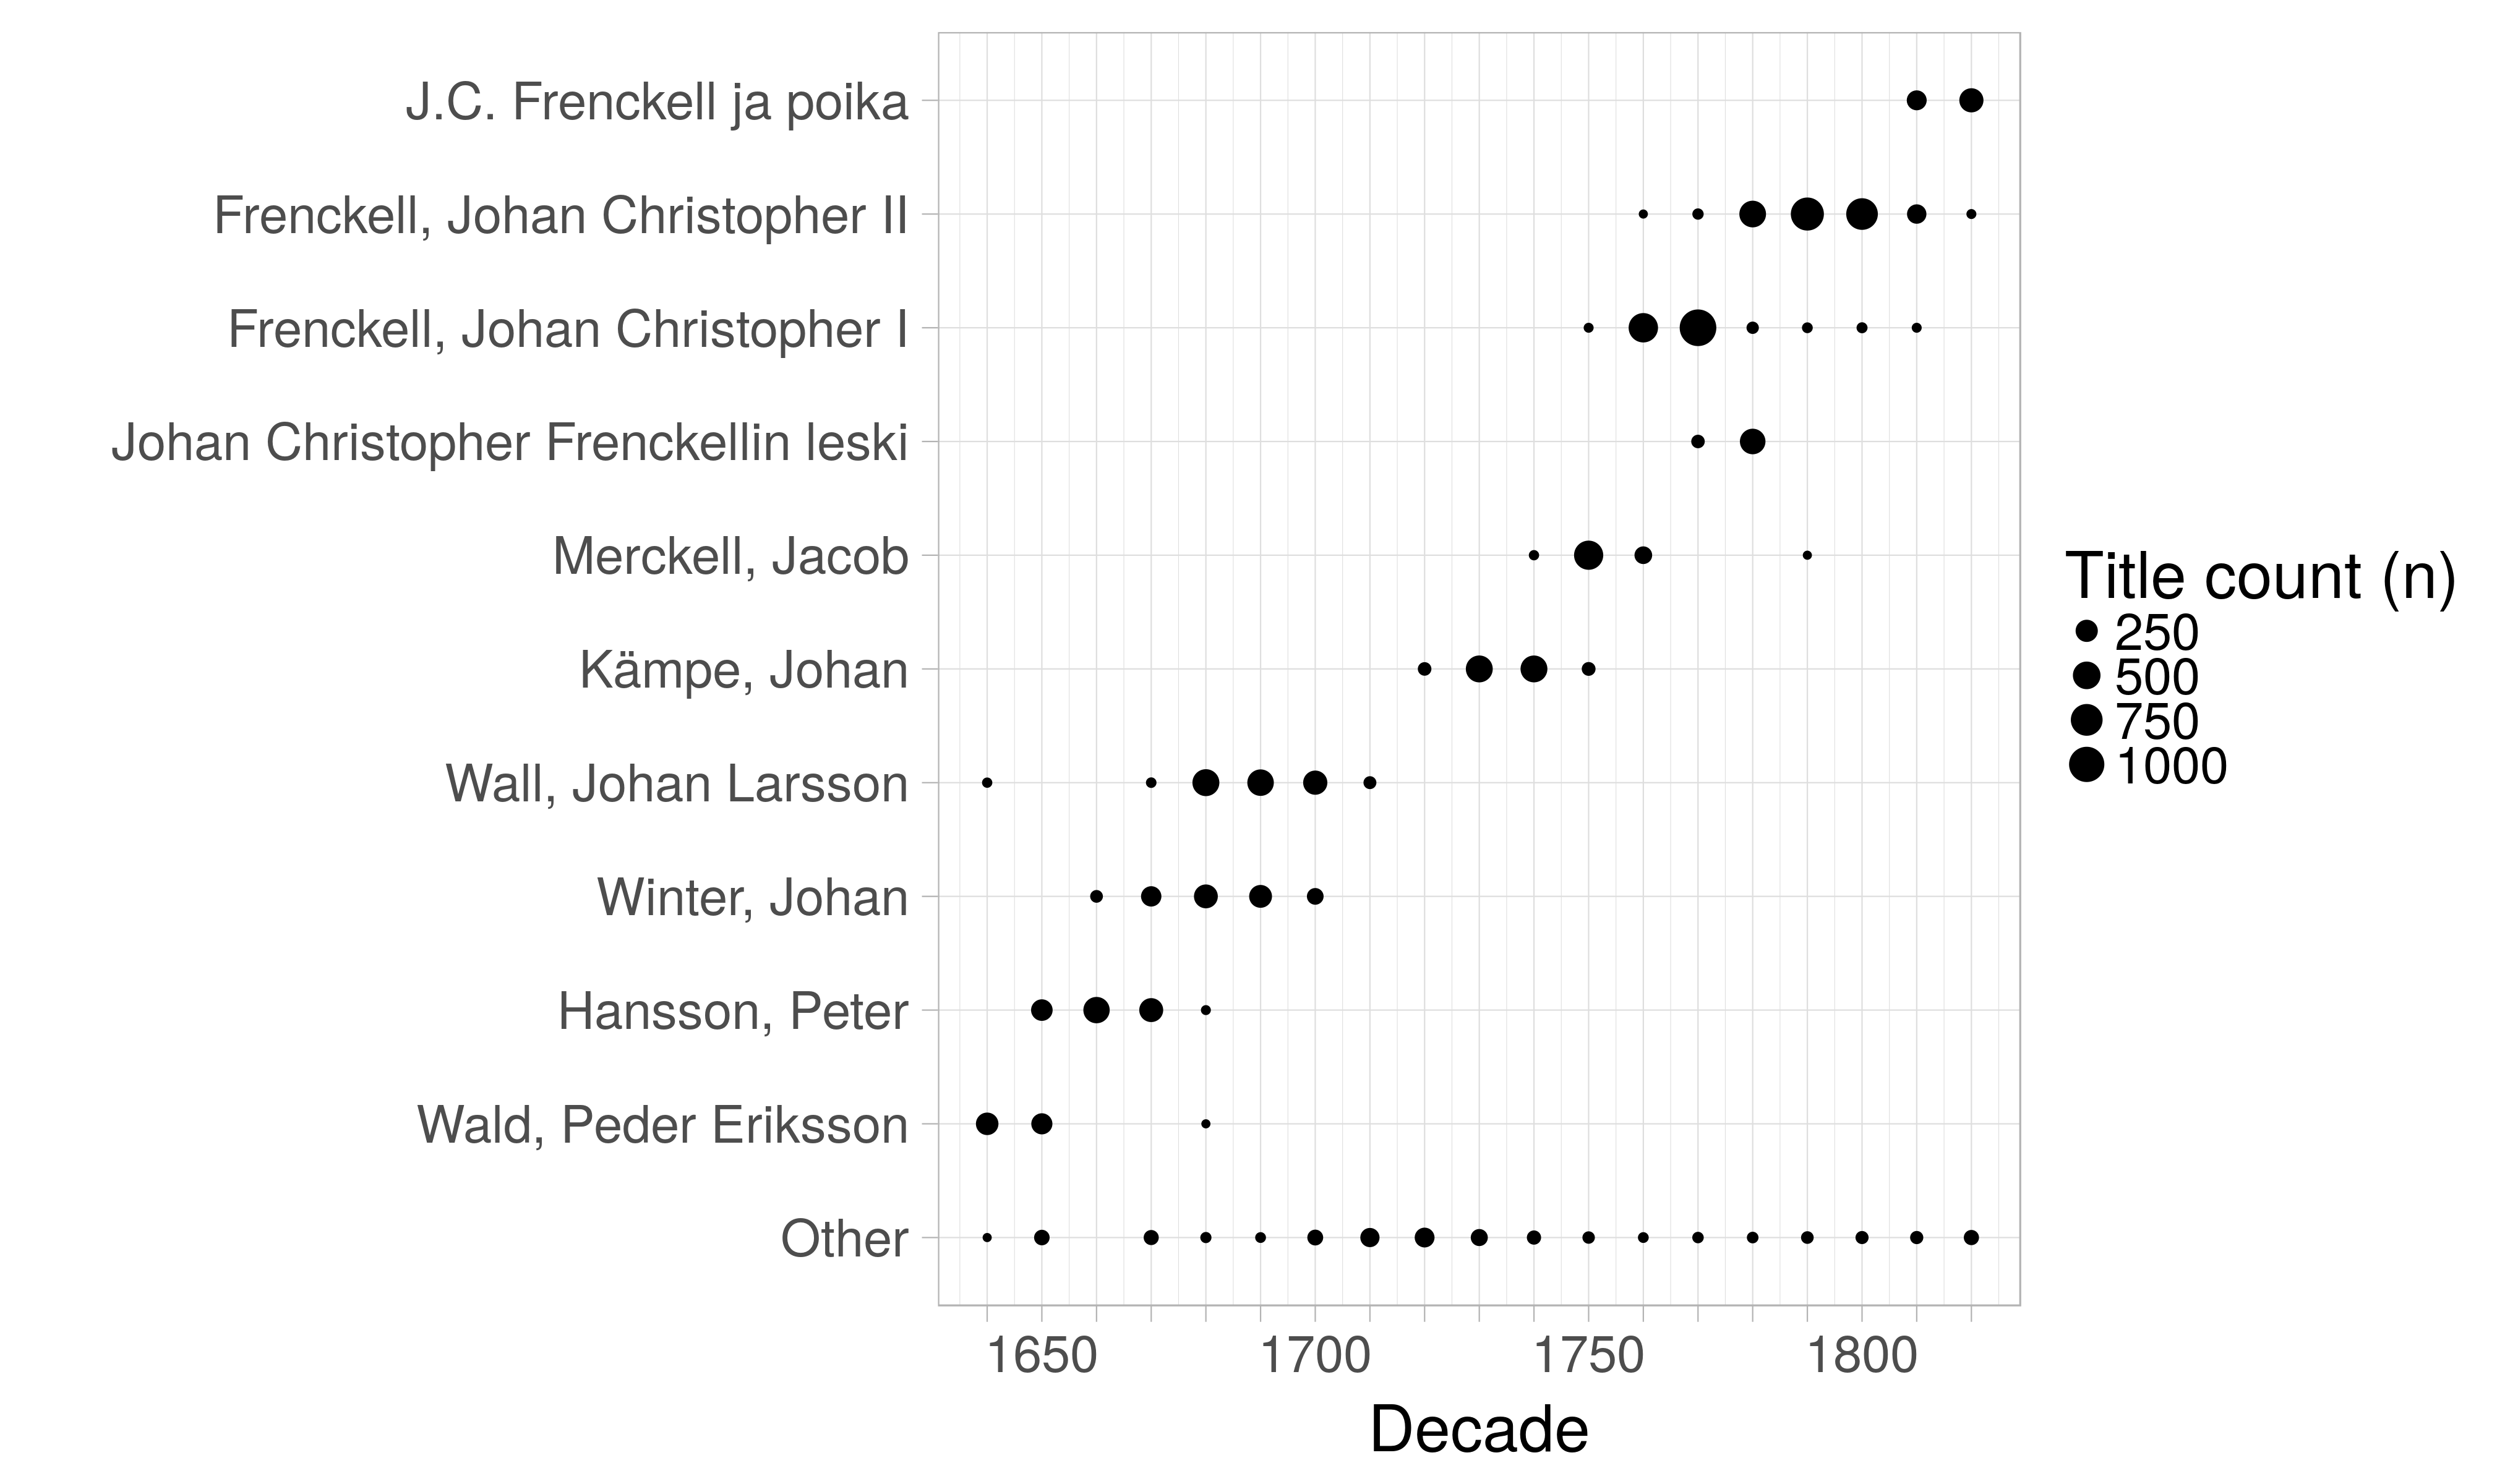 J.C. Frenckell ja poika
Frenckell, Johan Christopher II
Frenckell, Johan Christopher I
Johan Christopher Frenckellin leski
Merckell, Jacob
Kämpe, Johan
Wall, Johan Larsson
Winter, Johan
Hansson, Peter
Wald, Peder Eriksson
Other
1650 1700 1750 1800
Decade
Title count (n)
250
500
750
1000